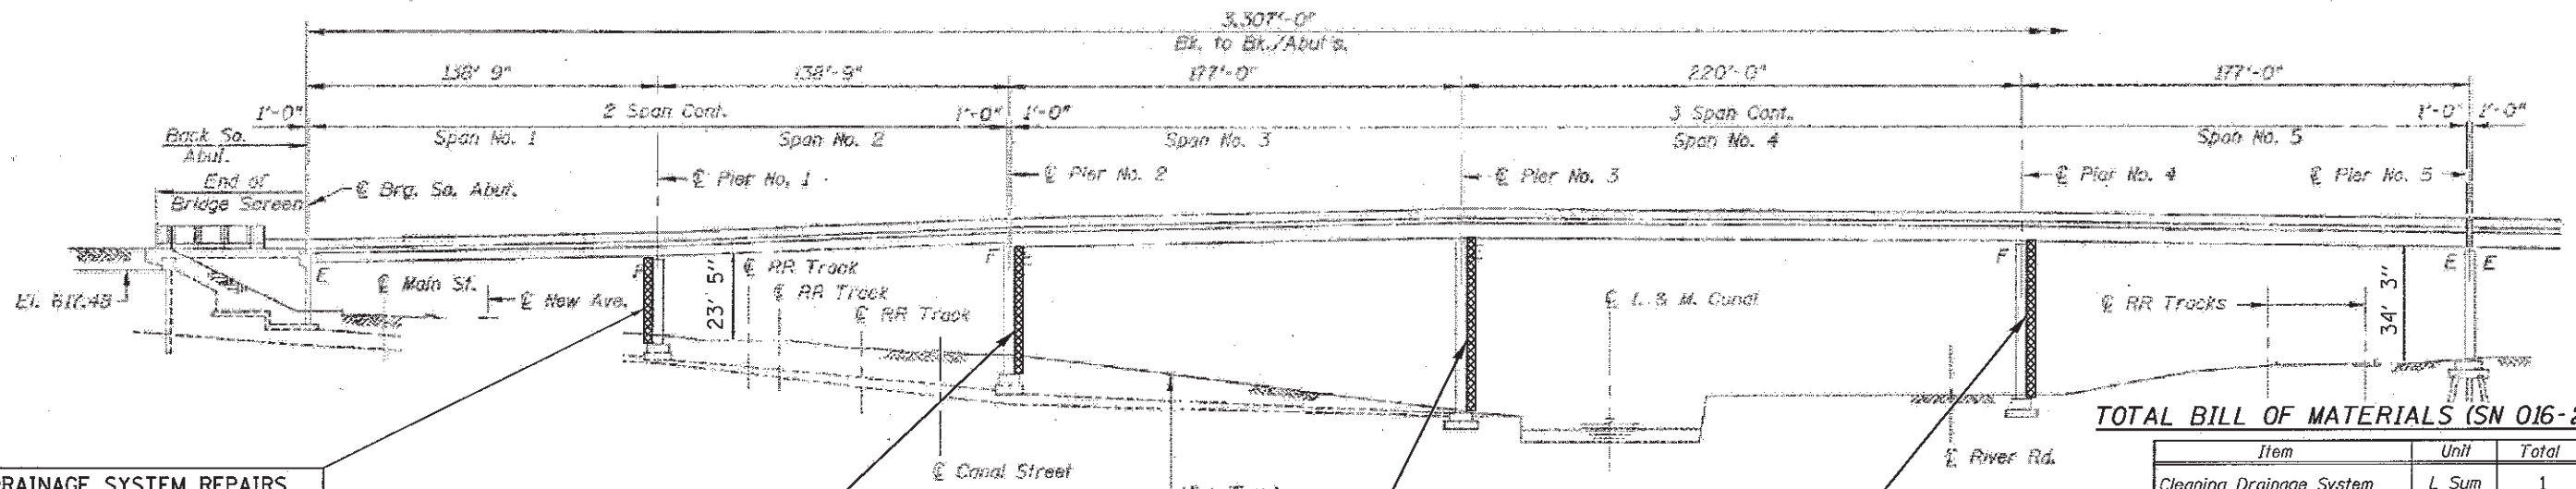 3,307'-0"
Bk. to Bk./Abut's.
138' 9"
138'-9"
177'-0"
220'-0"
177'-0"
1'-0"
2 Span Cont.
1'-0"
1'-0"
3 Span Cont.
1'-0"
1'-0"
Back So.
Abut.
Span No. 1
Span No. 2
Span No. 3
Span No. 4
Span No. 5
End of
Bridge Screen
℄ Brg. So. Abut.
℄ Pier No. 1
℄ Pier No. 2
℄ Pier No. 3
℄ Pier No. 4
℄ Pier No. 5
E
F
F
F
E
E
El. 617.48
℄ Main St.
℄ New Ave.
23' 5"
℄ RR Track
℄ RR Track
℄ RR Track
℄ L & M. Canal
℄ RR Tracks
34' 3"
℄ Canal Street
℄ River Rd.
DRAINAGE SYSTEM REPAIRS
TOTAL BILL OF MATERIALS (SN 016-
Item
Unit
Total
Cleaning Drainage System
L Sum
1